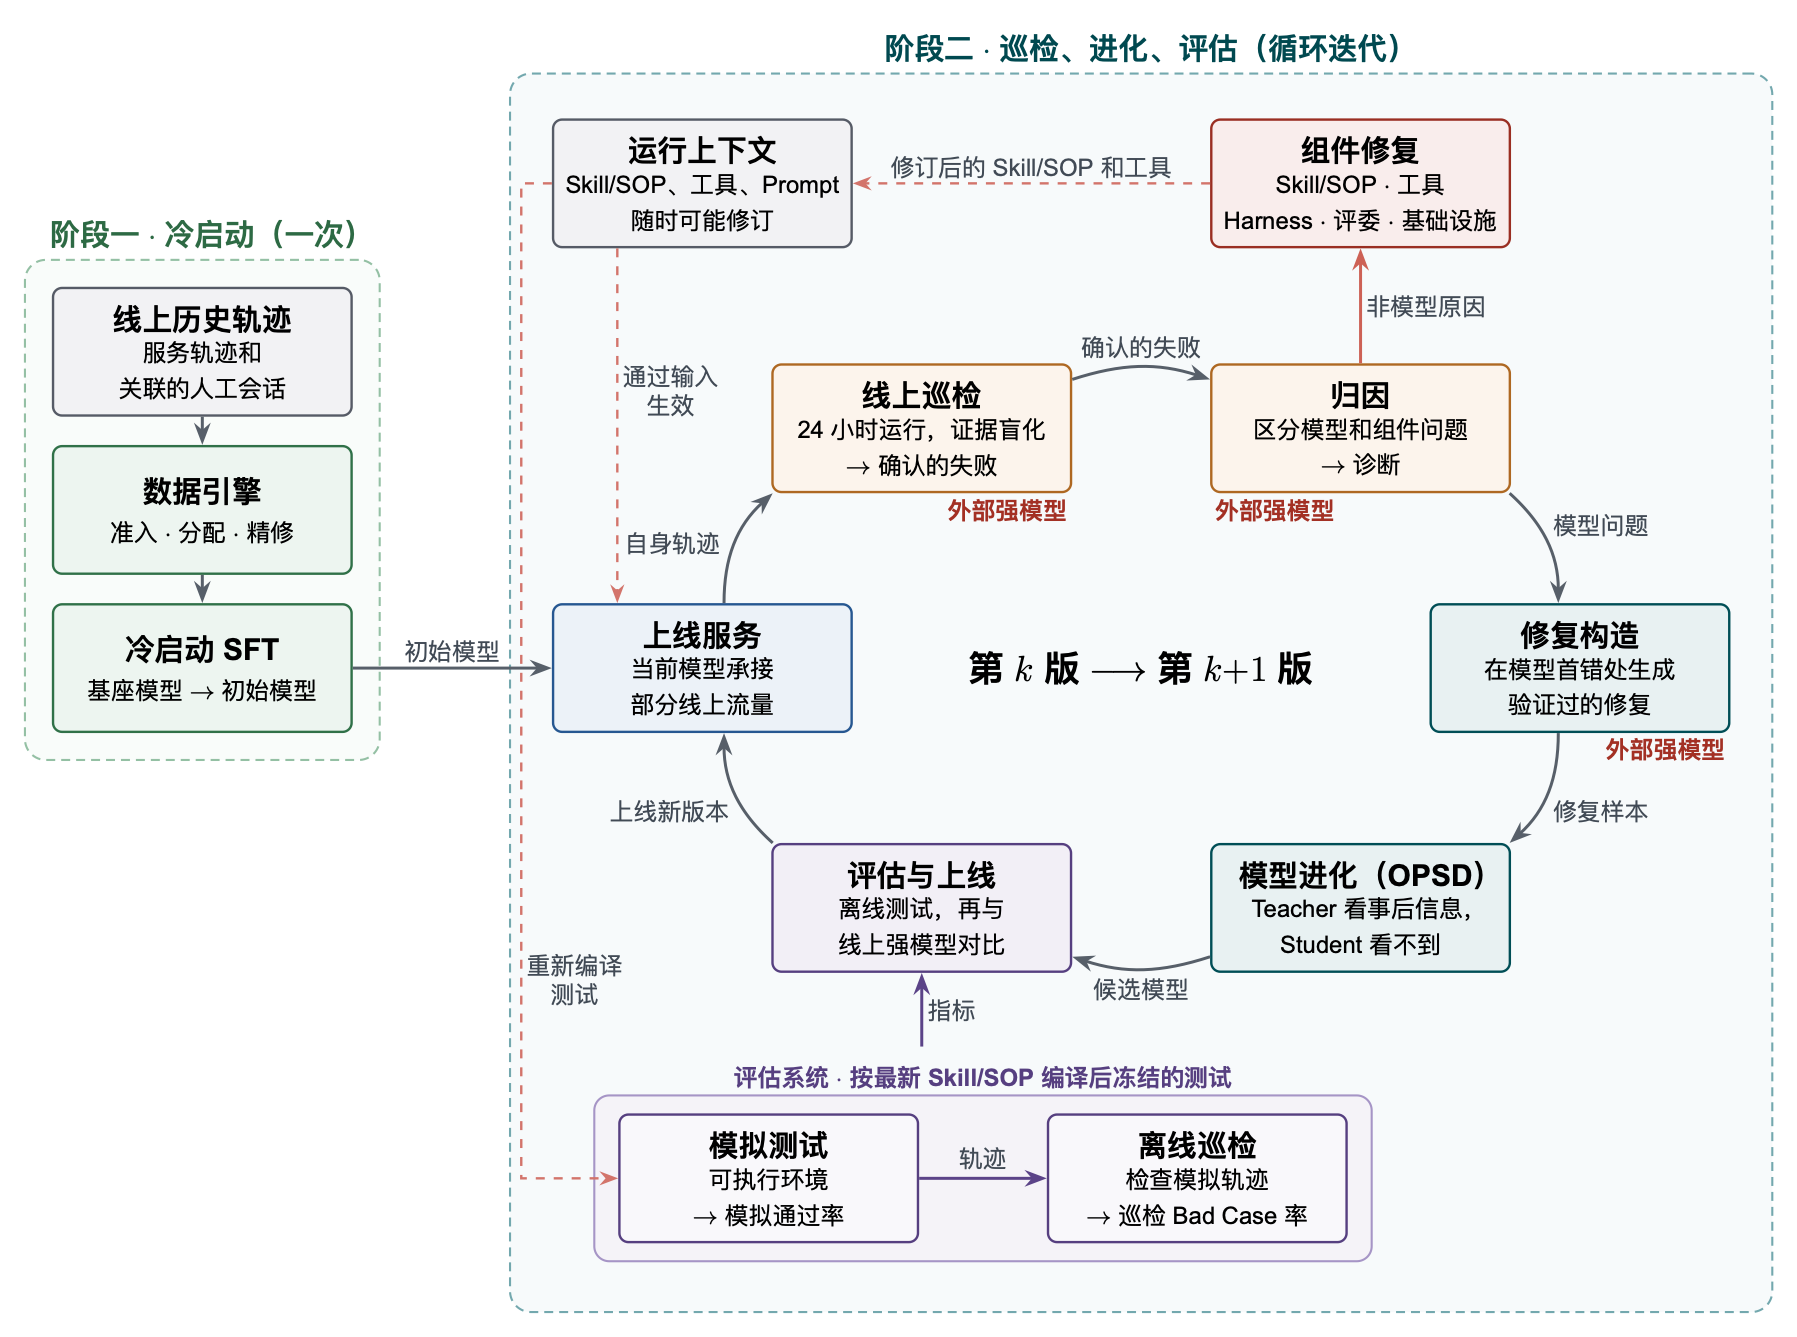 阶段二 · 巡检、进化、评估（循环迭代）
运行上下文
Skill/SOP、工具、Prompt
随时可能修订
修订后的 Skill/SOP 和工具
组件修复
Skill/SOP · 工具
Harness · 评委 · 基础设施
阶段一 · 冷启动（一次）
线上历史轨迹
服务轨迹和
关联的人工会话
数据引擎
准入 · 分配 · 精修
冷启动 SFT
基座模型 → 初始模型
初始模型
通过输入
生效
非模型原因
确认的失败
线上巡检
24 小时运行，证据盲化
→ 确认的失败
外部强模型
归因
区分模型和组件问题
→ 诊断
外部强模型
自身轨迹
模型问题
上线服务
当前模型承接
部分线上流量
第 k 版 ⟶ 第 k+1 版
修复构造
在模型首错处生成
验证过的修复
外部强模型
上线新版本
修复样本
评估与上线
离线测试，再与
线上强模型对比
模型进化（OPSD）
Teacher 看事后信息，
Student 看不到
候选模型
重新编译
测试
指标
评估系统 · 按最新 Skill/SOP 编译后冻结的测试
模拟测试
可执行环境
→ 模拟通过率
轨迹
离线巡检
检查模拟轨迹
→ 巡检 Bad Case 率